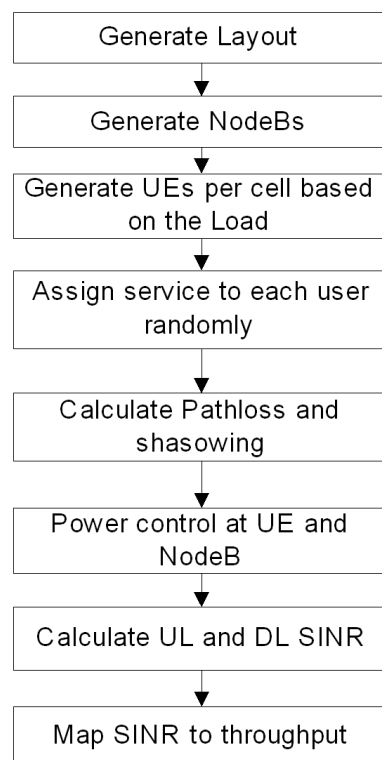 Generate Layout
Generate NodeBs
Generate UEs per cell based
on the Load
Assign service to each user
randomly
Calculate Pathloss and
shasowing
Power control at UE and
NodeB
Calculate UL and DL SINR
Map SINR to throughput